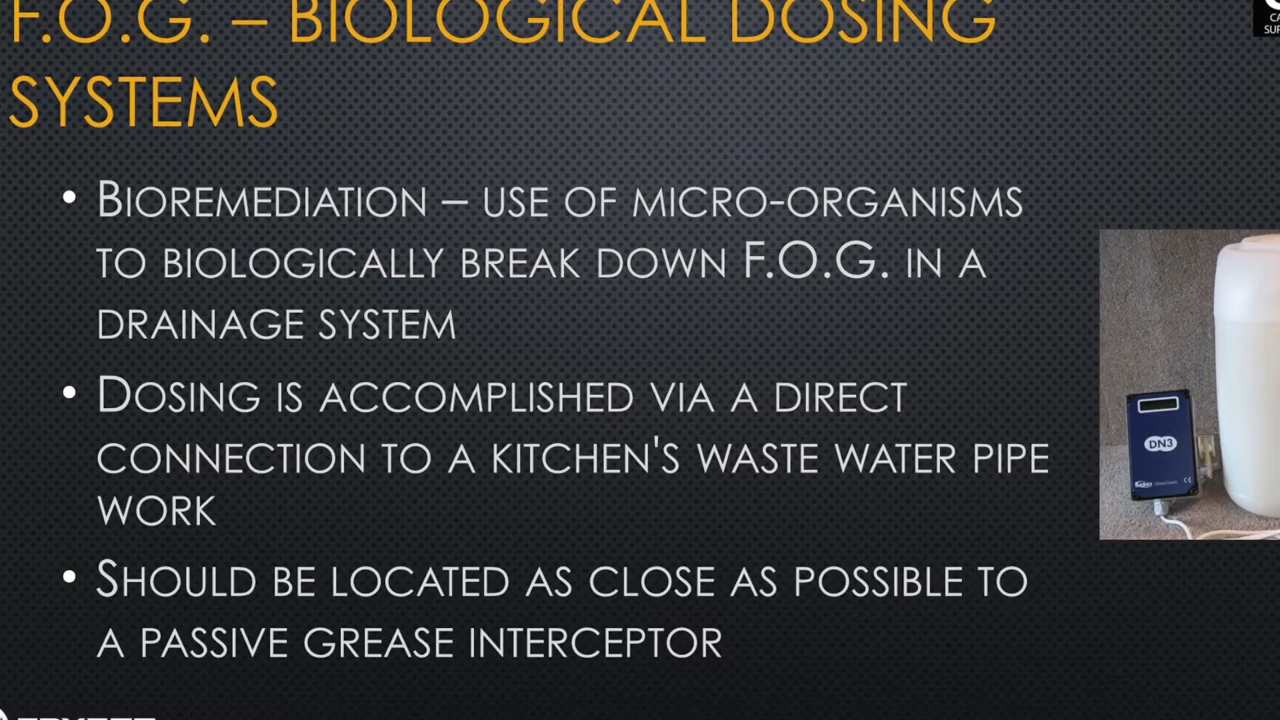 F.O.G. – BIOLOGICAL DOSING
SYSTEMS
• BIOREMEDIATION – USE OF MICRO-ORGANISMS
TO BIOLOGICALLY BREAK DOWN F.O.G. IN A
DRAINAGE SYSTEM
• DOSING IS ACCOMPLISHED VIA A DIRECT
CONNECTION TO A KITCHEN'S WASTE WATER PIPE
WORK
• SHOULD BE LOCATED AS CLOSE AS POSSIBLE TO
A PASSIVE GREASE INTERCEPTOR
DN3